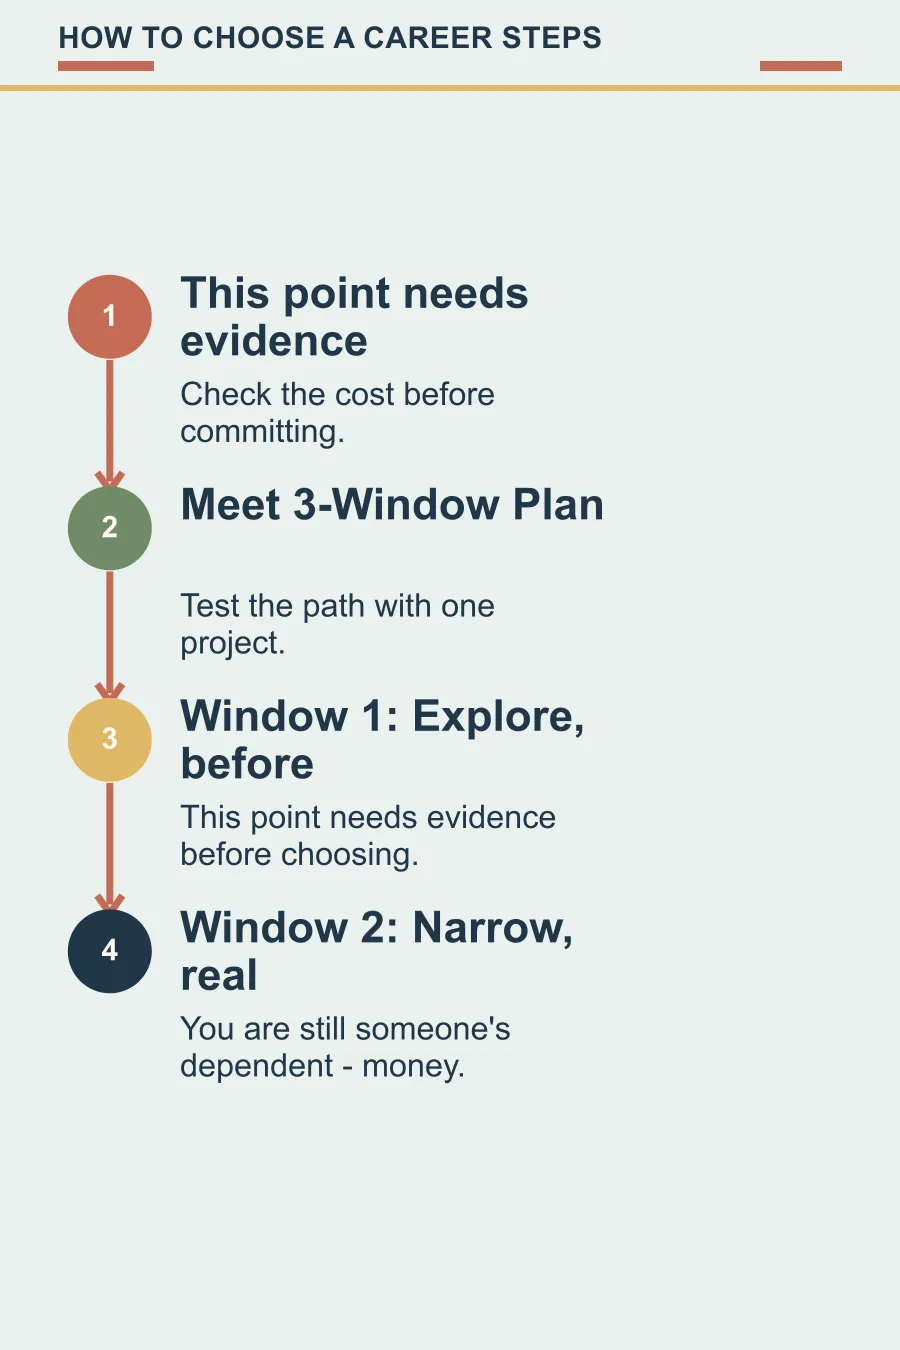 HOW TO CHOOSE A CAREER STEPS
1
This point needs
evidence
Check the cost before
committing.
2
Meet 3-Window Plan
Test the path with one
project.
3
Window 1: Explore,
before
This point needs evidence
before choosing.
4
Window 2: Narrow,
real
You are still someone's
dependent - money.